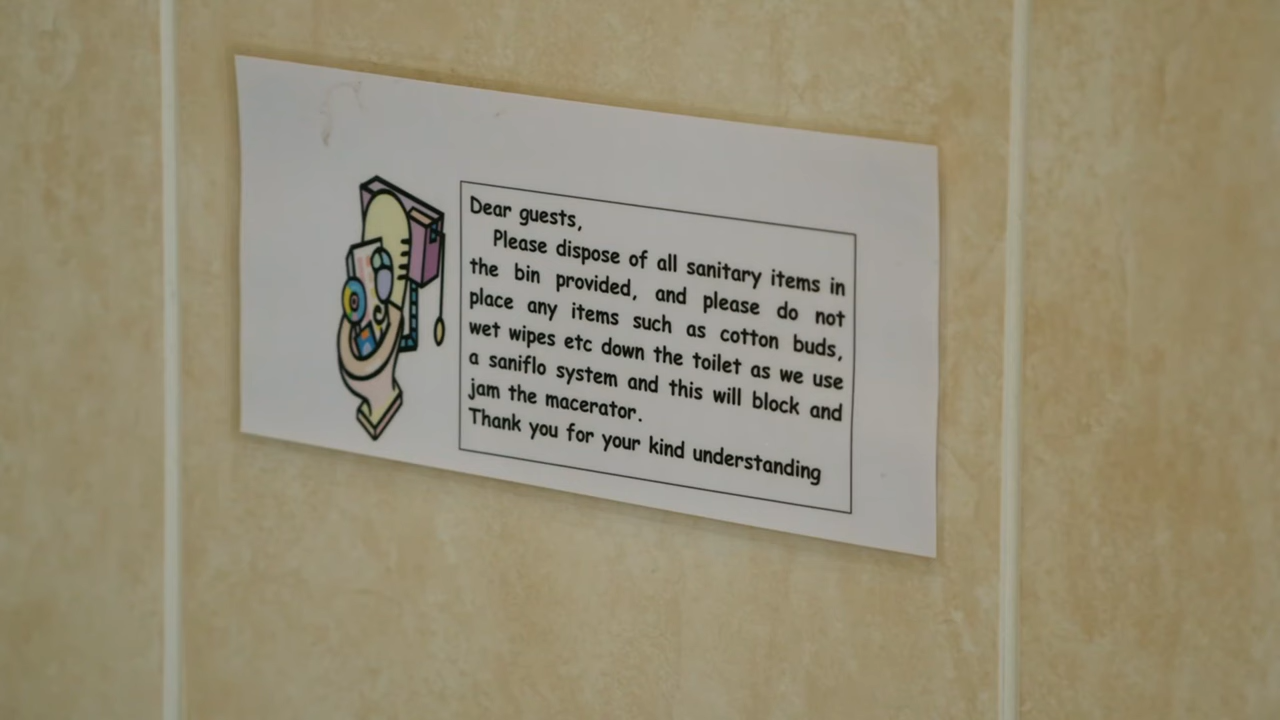 Dear guests,
Please dispose of all sanitary items in
the bin provided, and please do not
place any items such as cotton buds,
wet wipes etc down the toilet as we use
a saniflo system and this will block and
jam the macerator.
Thank you for your kind understanding